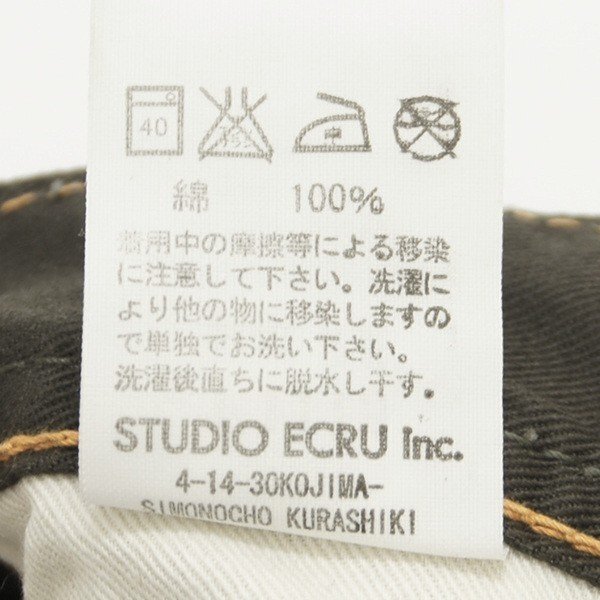 40
綿 100%
着用中の摩擦等による移染
に注意して下さい。洗濯に
より他の物に移染しますの
で単独でお洗い下さい。
洗濯後直ちに脱水し干す。
STUDIO ECRU Inc.
4-14-30KOJIMA-
SIMONOCHO KURASHIKI